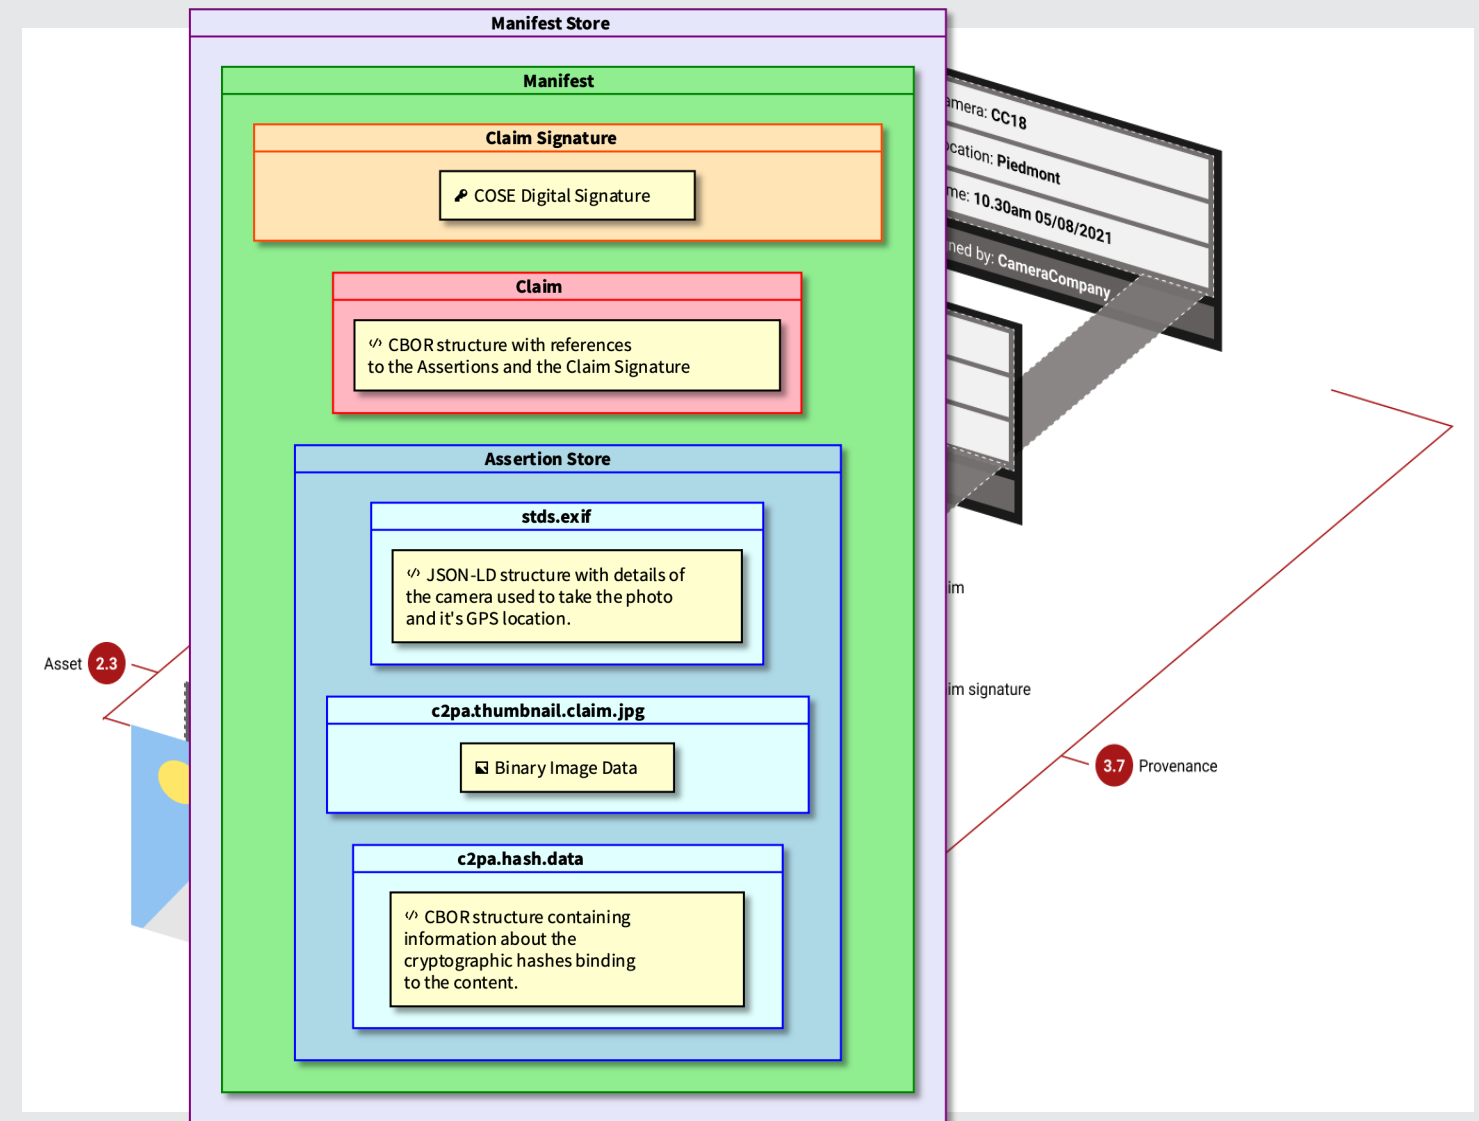 Manifest Store
Manifest
Claim Signature
COSE Digital Signature
Claim
CBOR structure with references
to the Assertions and the Claim Signature
Assertion Store
stds.exif
JSON-LD structure with details of
the camera used to take the photo
and it's GPS location.
c2pa.thumbnail.claim.jpg
Binary Image Data
c2pa.hash.data
CBOR structure containing
information about the
cryptographic hashes binding
to the content.
amera: CC18
ocation: Piedmont
me: 10.30am 05/08/2021
ned by: CameraCompany
im
im signature
Asset 2.3
3.7 Provenance